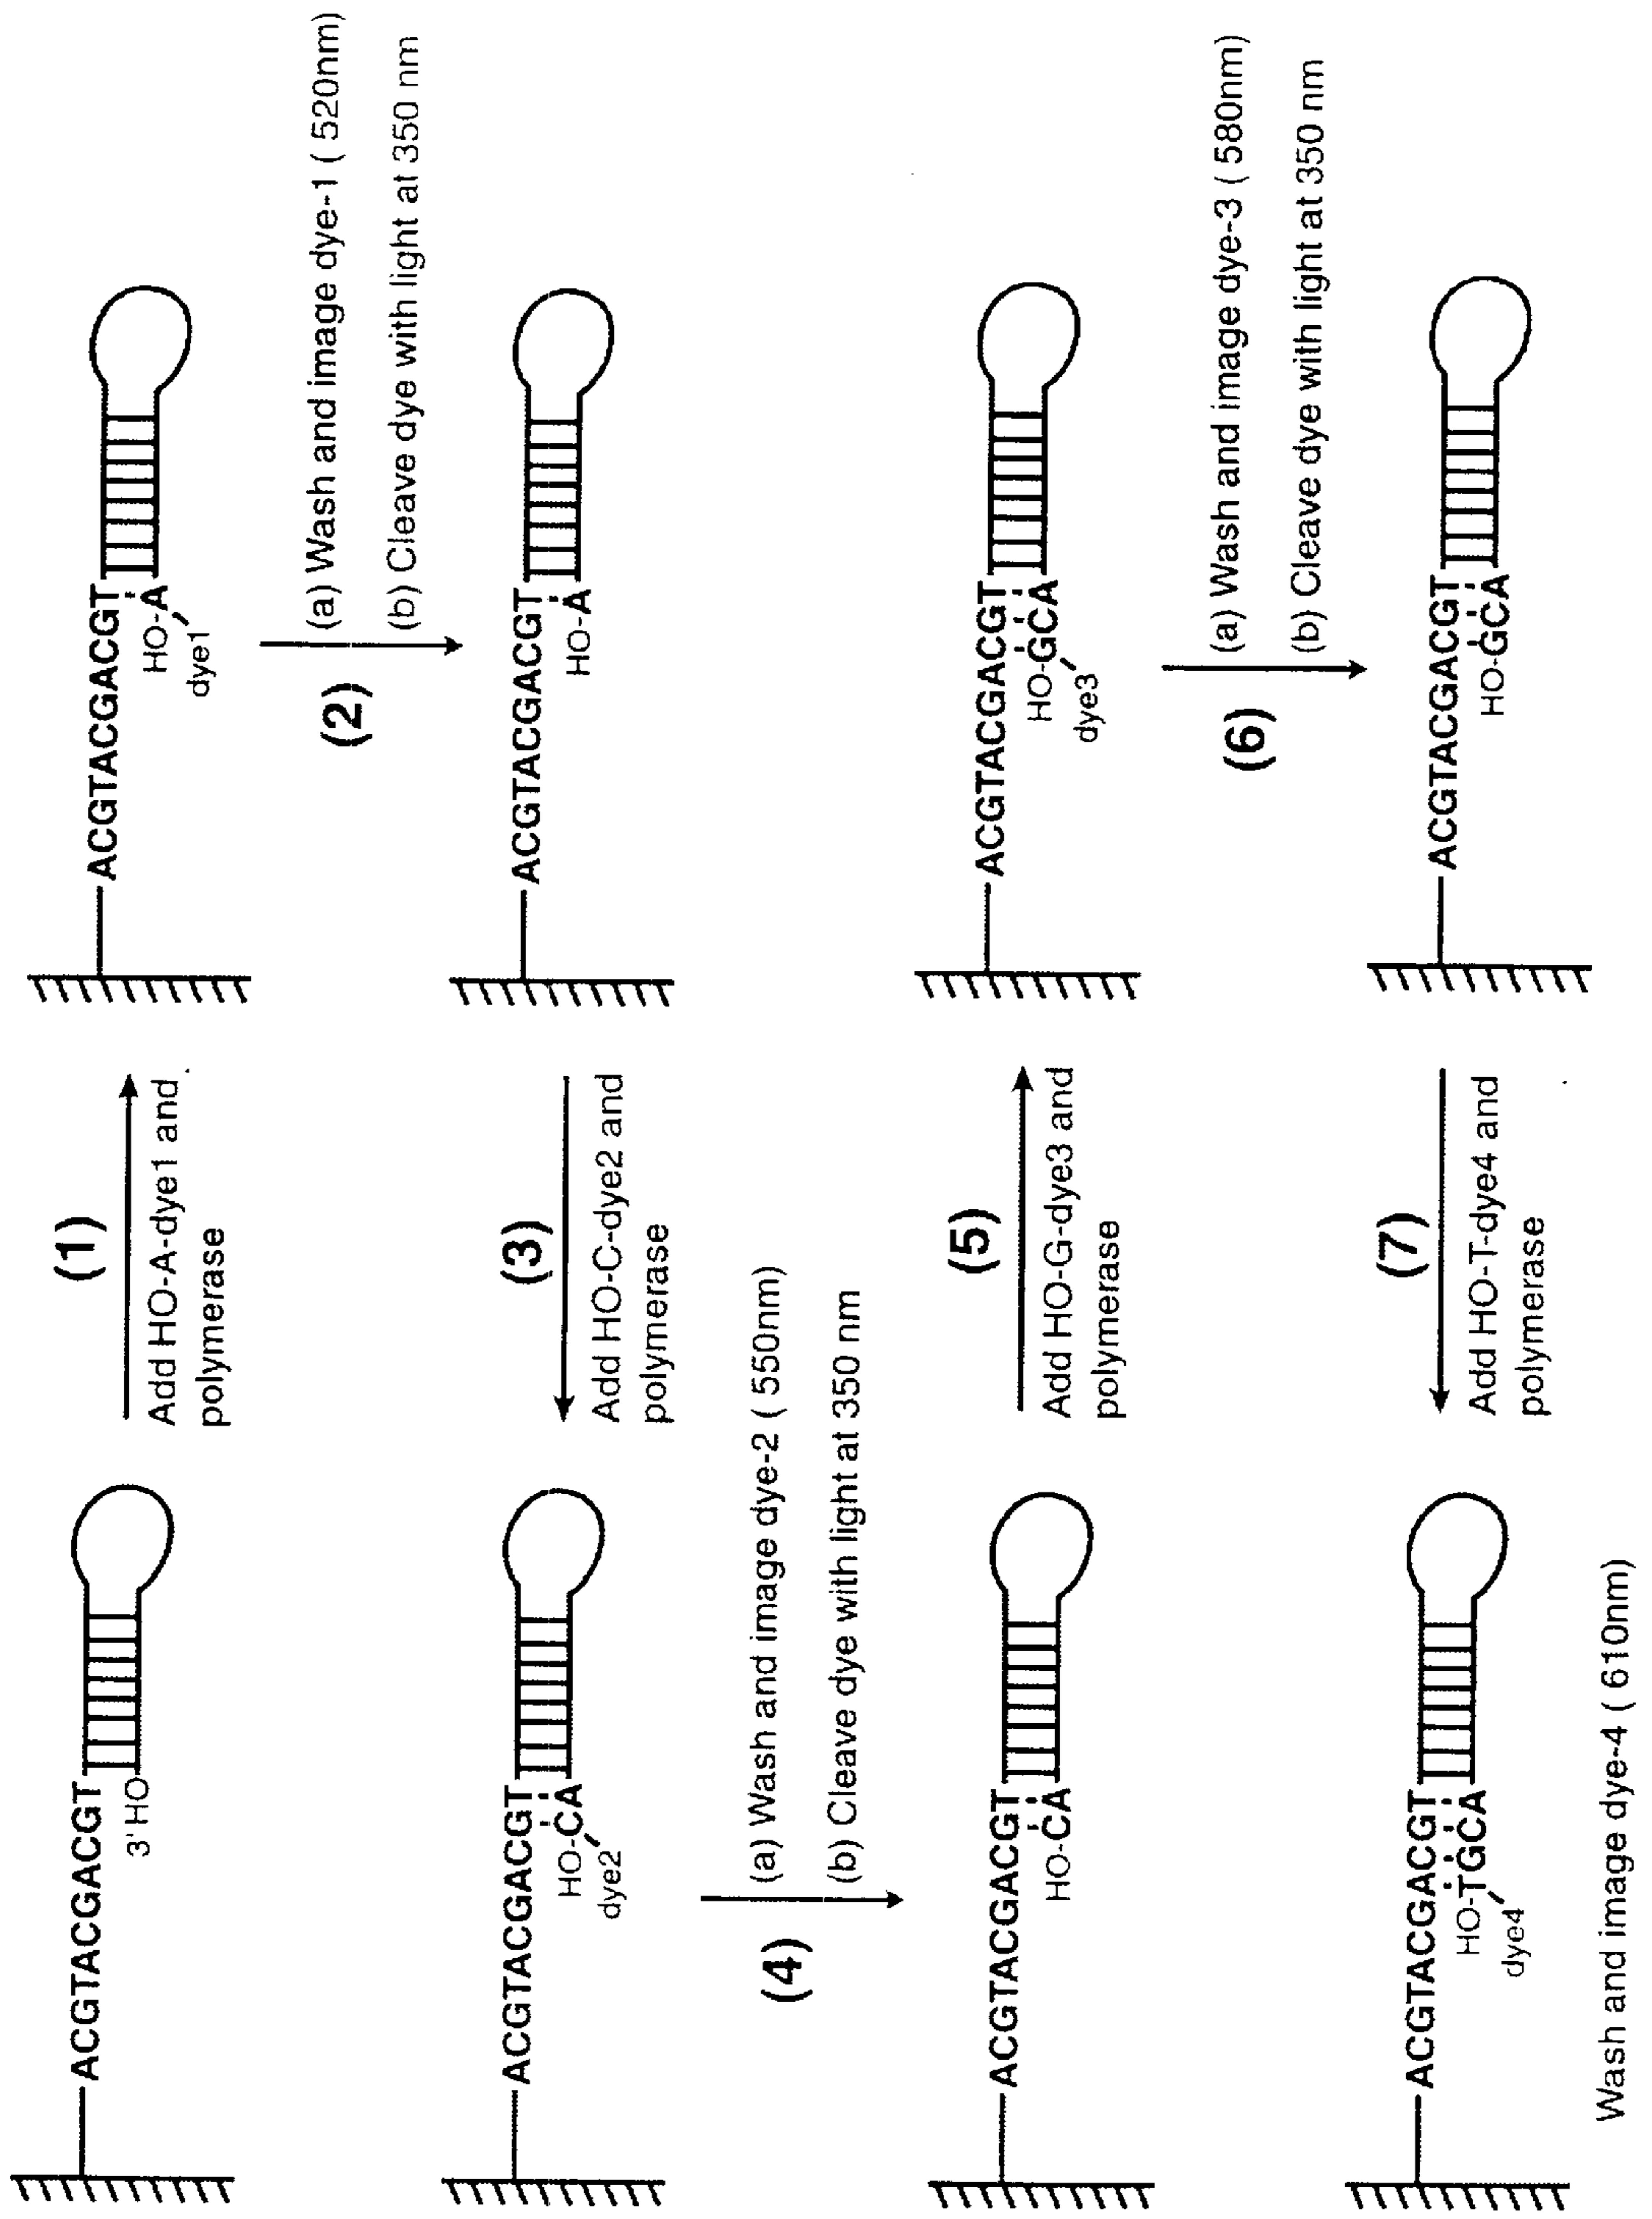 ACGTACGACGT
3' HO
(1)
Add HO-A-dye1 and
polymerase
ACGTACGACGT
HO-A
dye1
(2)
(a) Wash and image dye-1 ( 520nm)
(b) Cleave dye with light at 350 nm
ACGTACGACGT
HO-A
(3)
Add HO-C-dye2 and
polymerase
ACGTACGACGT
HO-CA
dye2
(4)
(a) Wash and image dye-2 ( 550nm)
(b) Cleave dye with light at 350 nm
ACGTACGACGT
HO-CA
(5)
Add HO-G-dye3 and
polymerase
ACGTACGACGT
HO-GCA
dye3
(6)
(a) Wash and image dye-3 ( 580nm)
(b) Cleave dye with light at 350 nm
ACGTACGACGT
HO-GCA
(7)
Add HO-T-dye4 and
polymerase
ACGTACGACGT
HO-TGCA
dye4
Wash and image dye-4 ( 610nm)